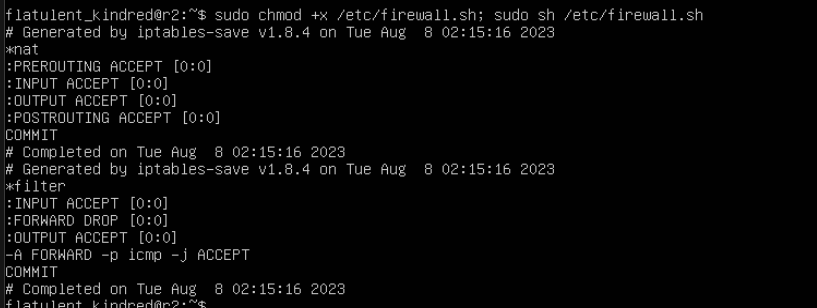 flatulent_kindred@r2:~$ sudo chmod +x /etc/firewall.sh; sudo sh /etc/firewall.sh
# Generated by iptables-save v1.8.4 on Tue Aug  8 02:15:16 2023
*nat
:PREROUTING ACCEPT [0:0]
:INPUT ACCEPT [0:0]
:OUTPUT ACCEPT [0:0]
:POSTROUTING ACCEPT [0:0]
COMMIT
# Completed on Tue Aug  8 02:15:16 2023
# Generated by iptables-save v1.8.4 on Tue Aug  8 02:15:16 2023
*filter
:INPUT ACCEPT [0:0]
:FORWARD DROP [0:0]
:OUTPUT ACCEPT [0:0]
-A FORWARD -p icmp -j ACCEPT
COMMIT
# Completed on Tue Aug  8 02:15:16 2023
flatulent_kindred@r2:~$